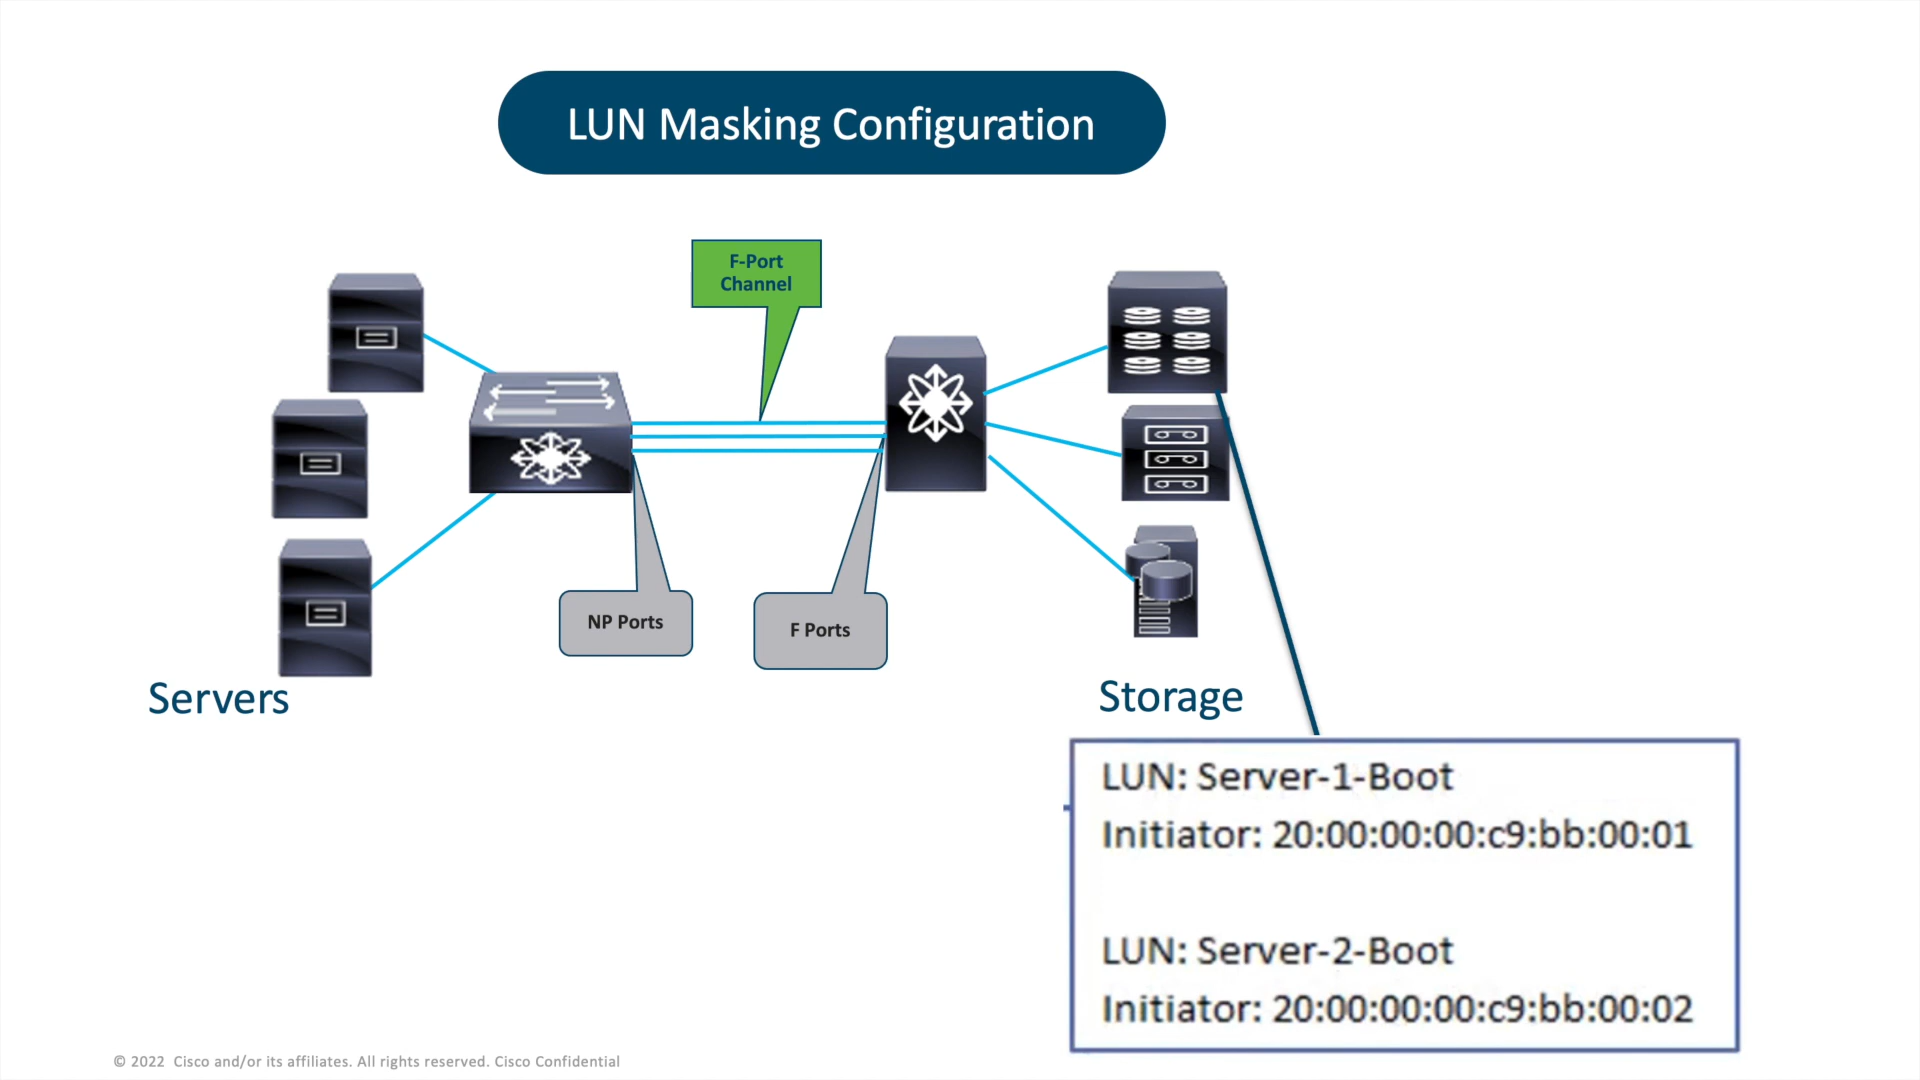 LUN Masking Configuration
F-Port
Channel
NP Ports
F Ports
Servers
Storage
LUN: Server-1-Boot
Initiator: 20:00:00:00:c9:bb:00:01
LUN: Server-2-Boot
Initiator: 20:00:00:00:c9:bb:00:02
© 2022 Cisco and/or its affiliates. All rights reserved. Cisco Confidential